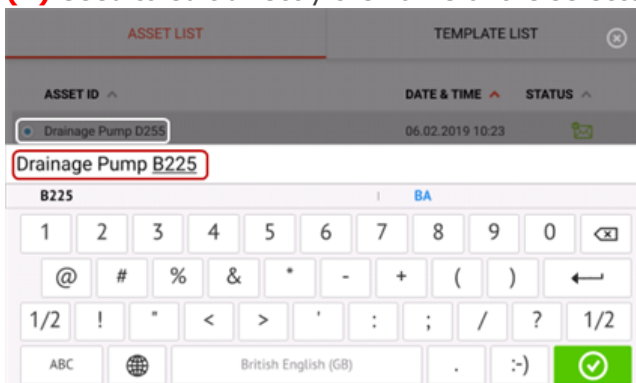 ASSET LIST TEMPLATE LIST
ASSET ID DATE & TIME STATUS
Drainage Pump D255 06.02.2019 10:23
Drainage Pump B225
B225 BA
1 2 3 4 5 6 7 8 9 0
@ # % & * - + ( )
1/2 ! " < > ' : ; / ? 1/2
ABC British English (GB) . :-)